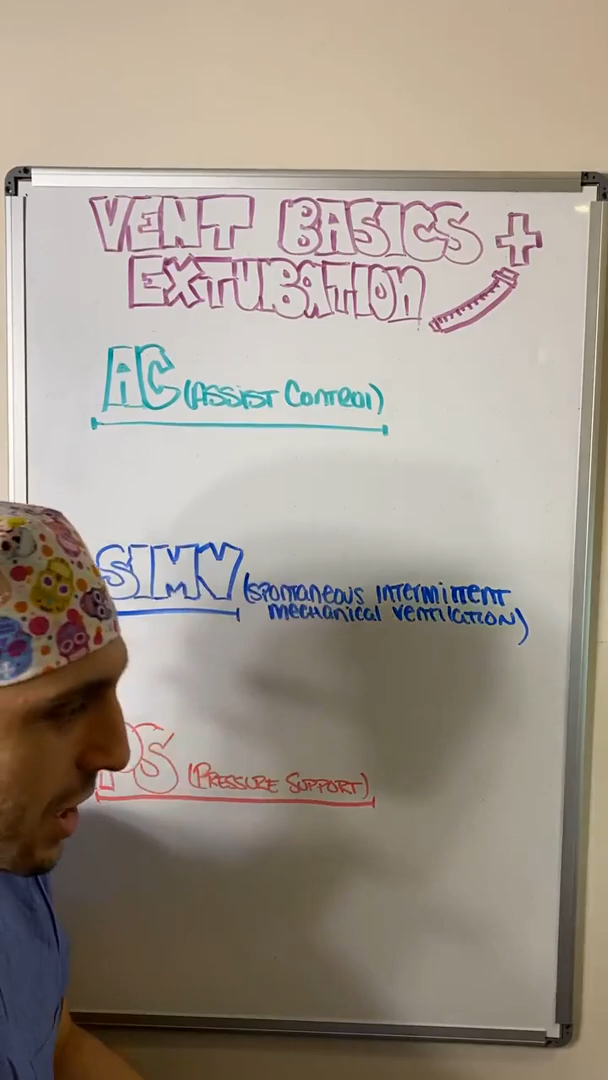 VENT BASICS +
EXTUBATION
AC (ASSIST CONTROL)
SIMV (SPONTANEOUS INTERMITTENT
MECHANICAL VENTILATION)
PS (PRESSURE SUPPORT)